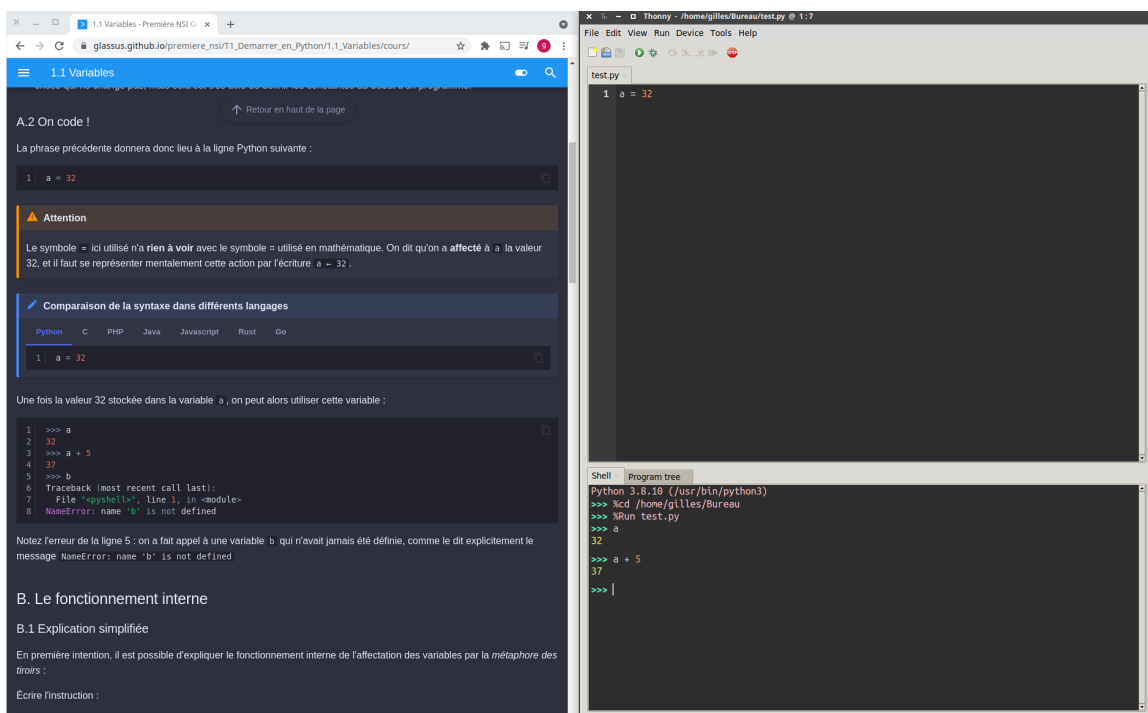 1.1 Variables - Première NSI G
glassus.github.io/premiere_nsi/T1_Demarrer_en_Python/1.1_Variables/cours/
g
1.1 Variables
Retour en haut de la page
A.2 On code !
La phrase précédente donnera donc lieu à la ligne Python suivante :
1 a = 32
Attention
Le symbole = ici utilisé n'a rien à voir avec le symbole = utilisé en mathématique. On dit qu'on a affecté à a la valeur
32, et il faut se représenter mentalement cette action par l'écriture a ← 32 .
Comparaison de la syntaxe dans différents langages
Python C PHP Java Javascript Rust Go
1 a = 32
Une fois la valeur 32 stockée dans la variable a , on peut alors utiliser cette variable :
1 >>> a
2 32
3 >>> a + 5
4 37
5 >>> b
6 Traceback (most recent call last):
7 File "<pyshell>", line 1, in <module>
8 NameError: name 'b' is not defined
Notez l'erreur de la ligne 5 : on a fait appel à une variable b qui n'avait jamais été définie, comme le dit explicitement le
message NameError: name 'b' is not defined
B. Le fonctionnement interne
B.1 Explication simplifiée
En première intention, il est possible d'expliquer le fonctionnement interne de l'affectation des variables par la métaphore des
tiroirs :
Écrire l'instruction :
Thonny - /home/gilles/Bureau/test.py @ 1:7
File Edit View Run Device Tools Help
test.py
1 a = 32
Shell Program tree
Python 3.8.10 (/usr/bin/python3)
>>> %cd /home/gilles/Bureau
>>> %Run test.py
>>> a
32
>>> a + 5
37
>>>